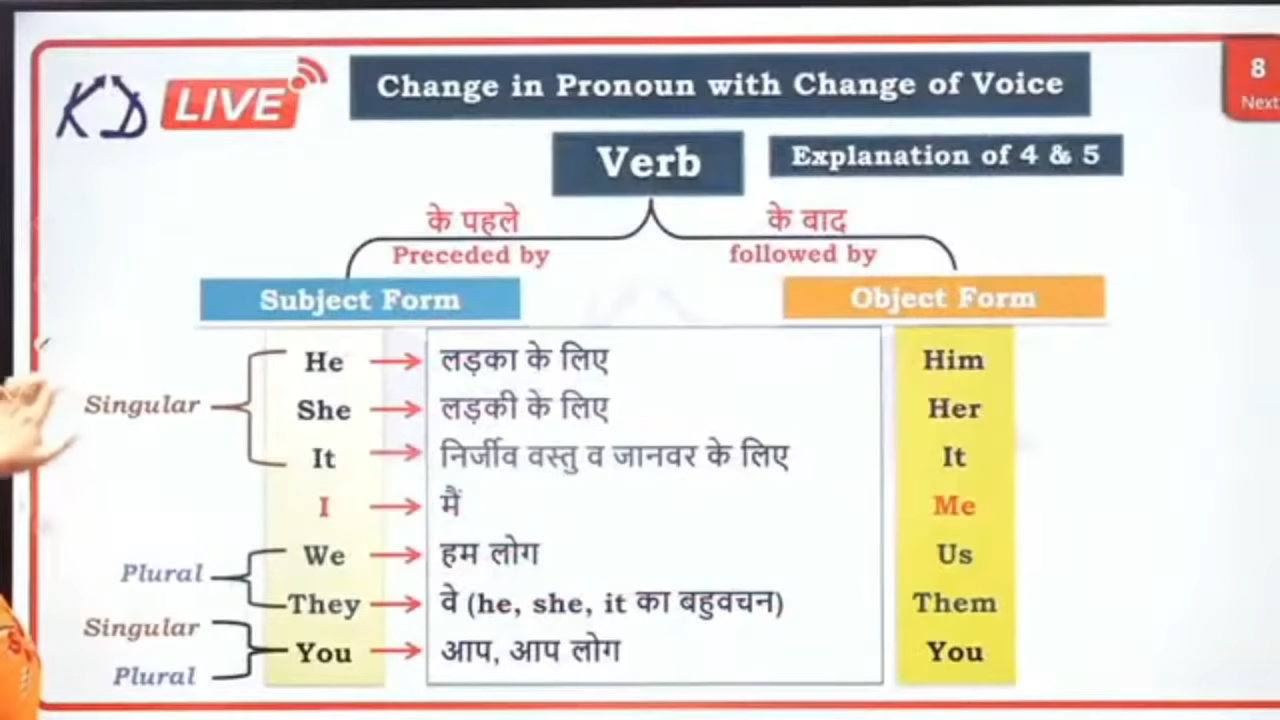 KD LIVE
Change in Pronoun with Change of Voice
8
Next
Verb
Explanation of 4 & 5
के पहले
के बाद
Preceded by
followed by
Subject Form
Object Form
He → लड़का के लिए Him
Singular
She → लड़की के लिए Her
It → निर्जीव वस्तु व जानवर के लिए It
I → मैं Me
We → हम लोग Us
Plural
They → वे (he, she, it का बहुवचन) Them
Singular
You → आप, आप लोग You
Plural